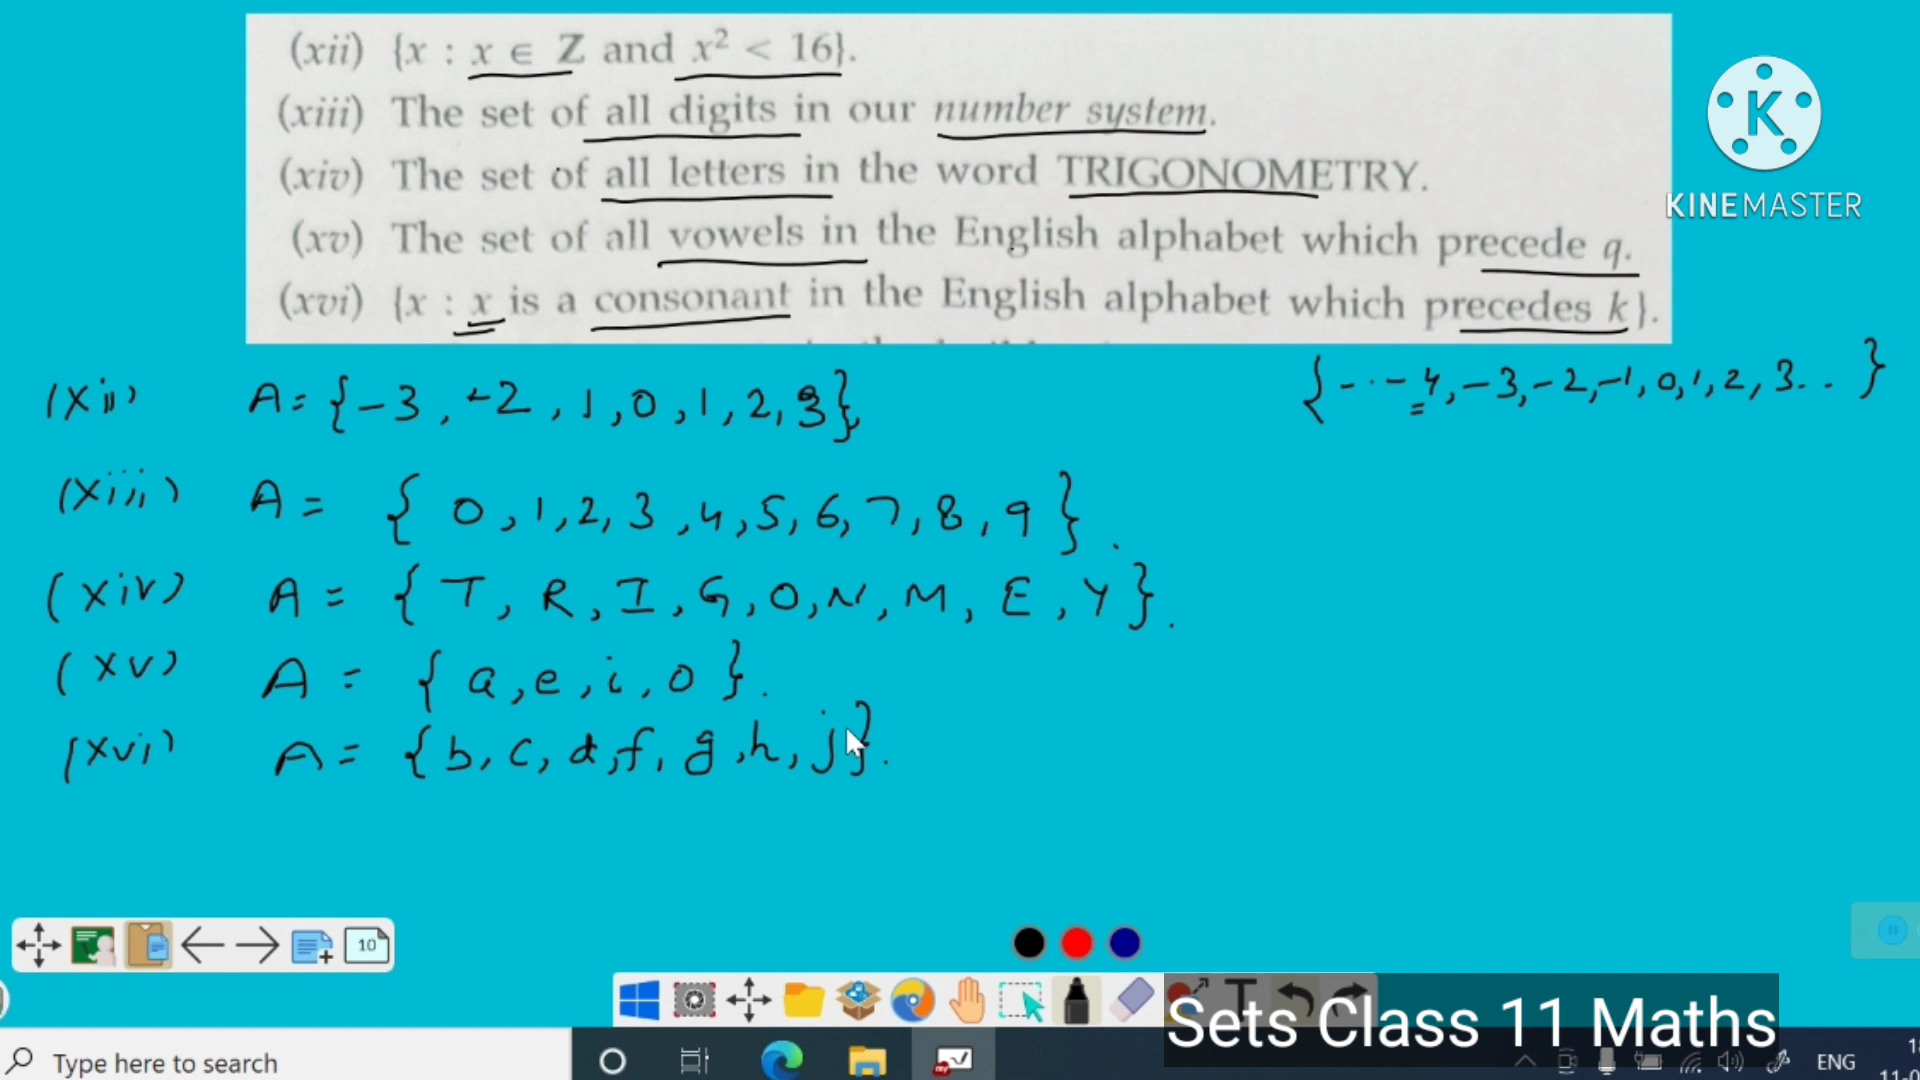 (xii) {x : x ∈ Z and x² < 16}.
(xiii) The set of all digits in our number system.
(xiv) The set of all letters in the word TRIGONOMETRY.
(xv) The set of all vowels in the English alphabet which precede q.
(xvi) {x : x is a consonant in the English alphabet which precedes k}.
K
KINEMASTER
(xii) A = {-3, -2, 1, 0, 1, 2, 3}, {--- -4, -3, -2, -1, 0, 1, 2, 3.. }
(xiii) A = { 0, 1, 2, 3, 4, 5, 6, 7, 8, 9 }.
(xiv) A = { T, R, I, G, O, N, M, E, Y }.
(xv) A = { a, e, i, o }.
(xvi) A = { b, c, d, f, g, h, j }.
10
T
Sets Class 11 Maths
Type here to search
ENG